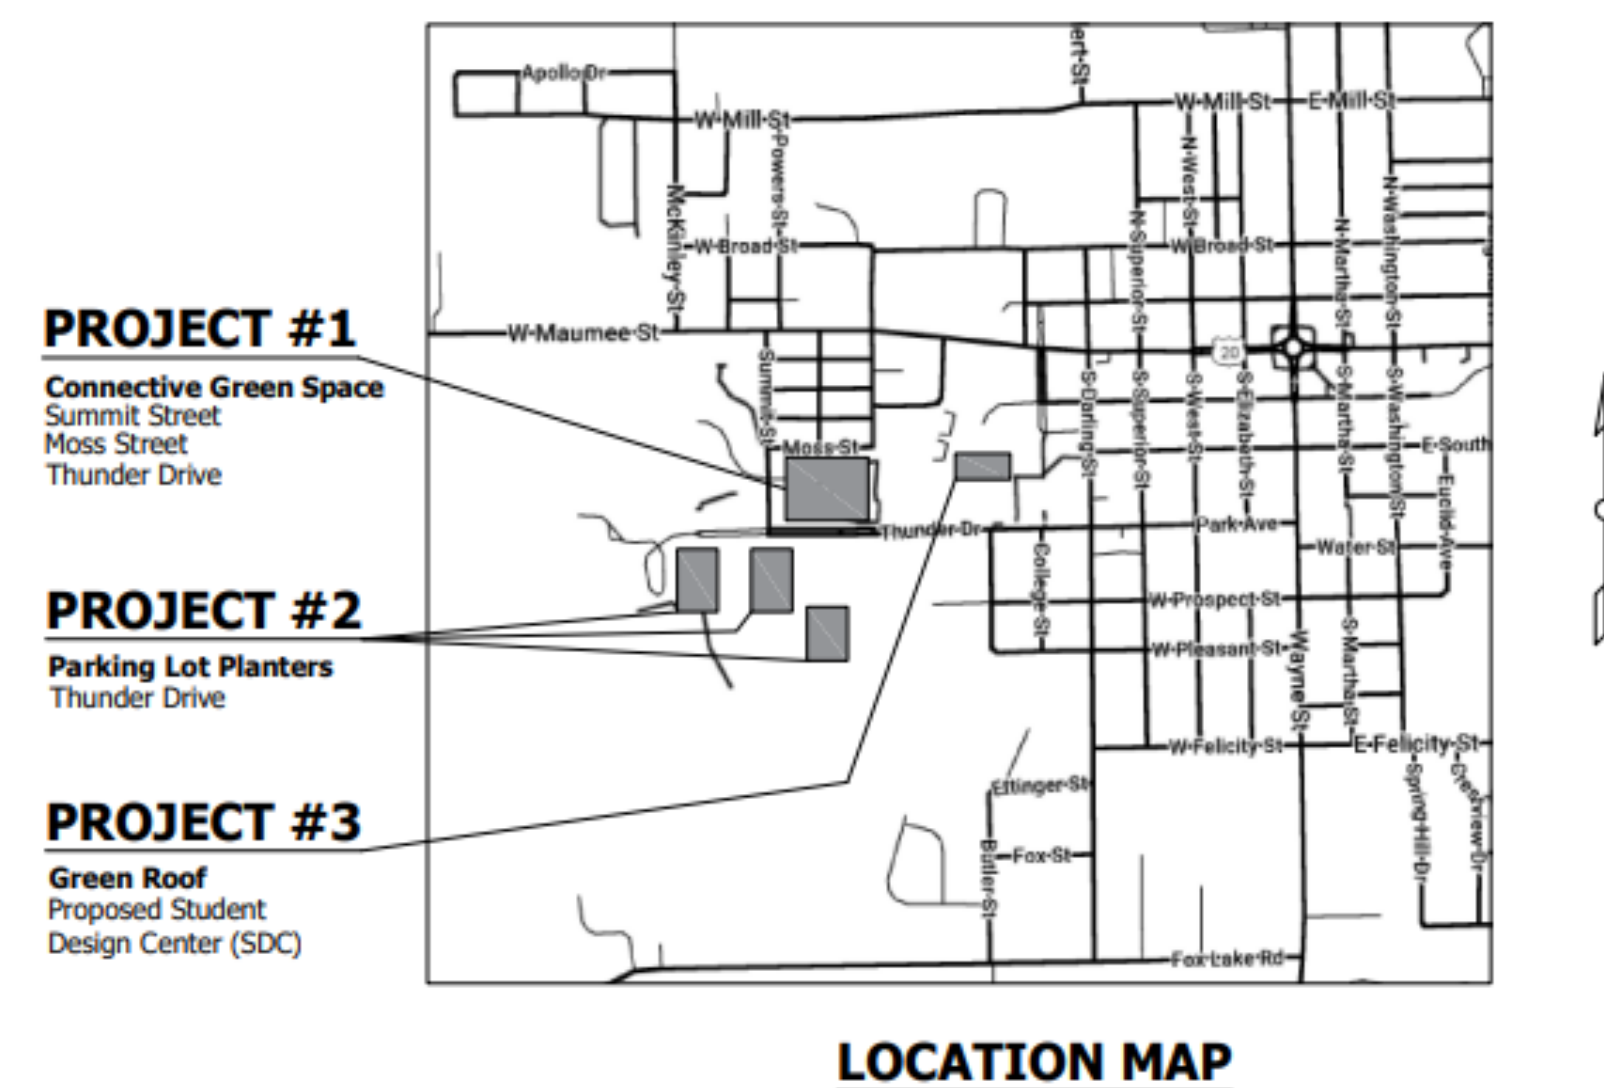 PROJECT #1
Connective Green Space
Summit Street
Moss Street
Thunder Drive
PROJECT #2
Parking Lot Planters
Thunder Drive
PROJECT #3
Green Roof
Proposed Student
Design Center (SDC)
Apollo Dr
W Mill St
W Mill St
E Mill St
Powers St
McKinley St
N West St
N Superior St
N Martha St
N Washington St
W Broad St
W Broad St
W Maumee St
20
Summit St
Moss St
S Darling St
S Superior St
S West St
S Elizabeth St
S Martha St
S Washington St
E South
Euclid Ave
Thunder Dr
Park Ave
Water St
College St
W Prospect St
W Pleasant St
Wayne St
S Martha St
W Felicity St
E Felicity St
Spring Hill Dr
Crestview Dr
Effinger St
Butler St
Fox St
Fox Lake Rd
LOCATION MAP